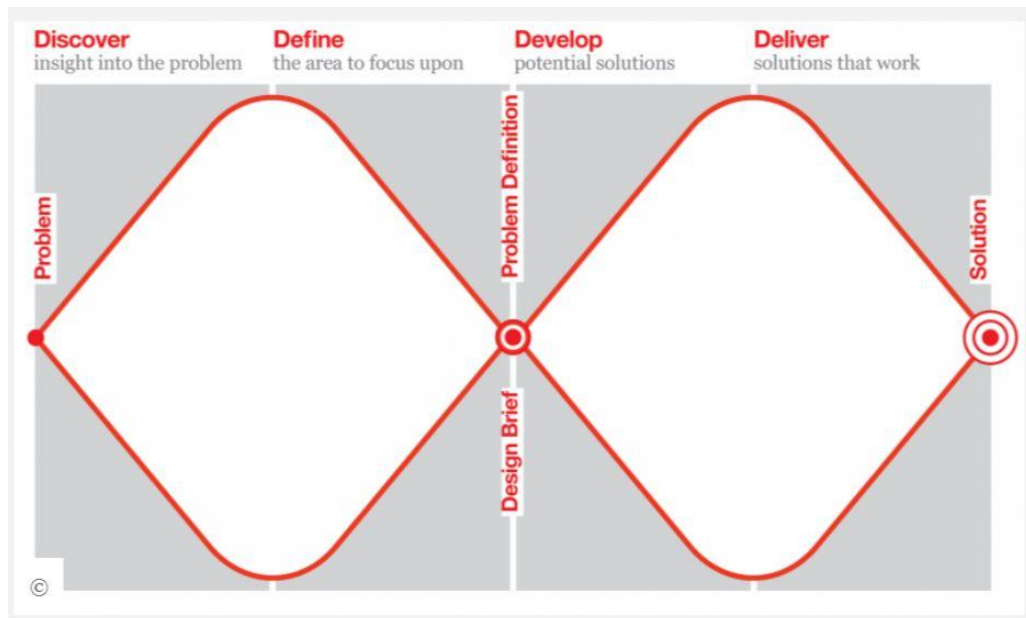 Discover
insight into the problem
Define
the area to focus upon
Develop
potential solutions
Deliver
solutions that work
Problem
Problem Definition
Design Brief
Solution
©